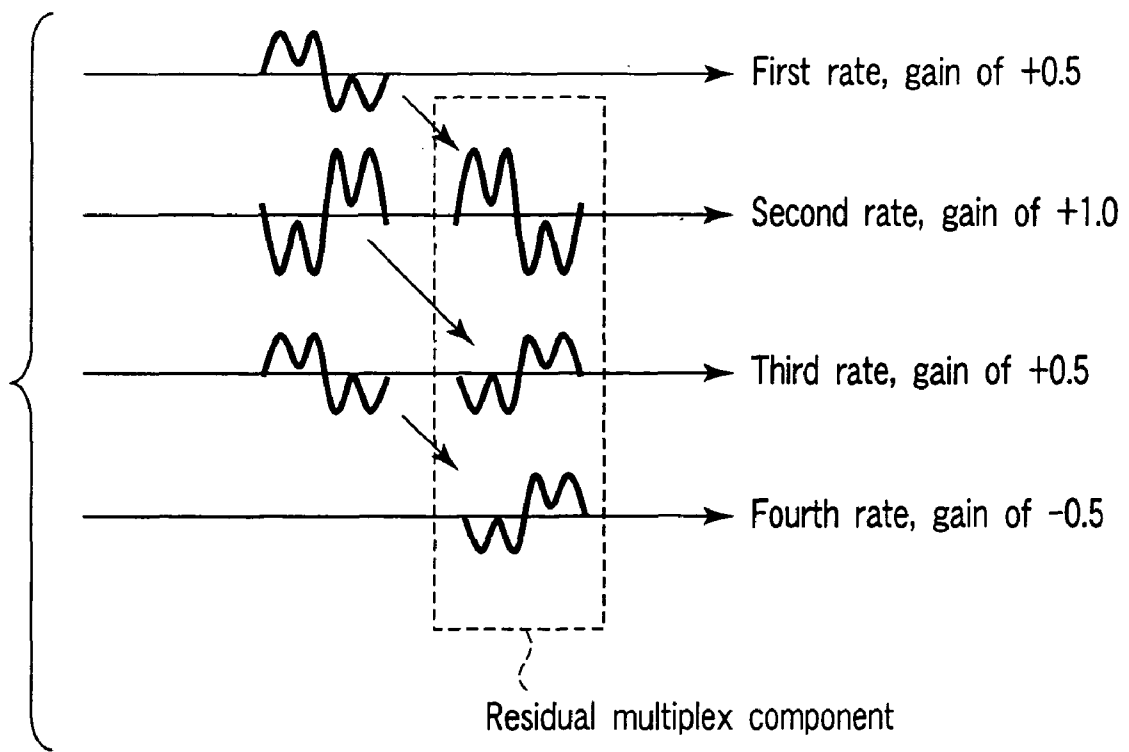 First rate, gain of +0.5
Second rate, gain of +1.0
Third rate, gain of +0.5
Fourth rate, gain of -0.5
Residual multiplex component